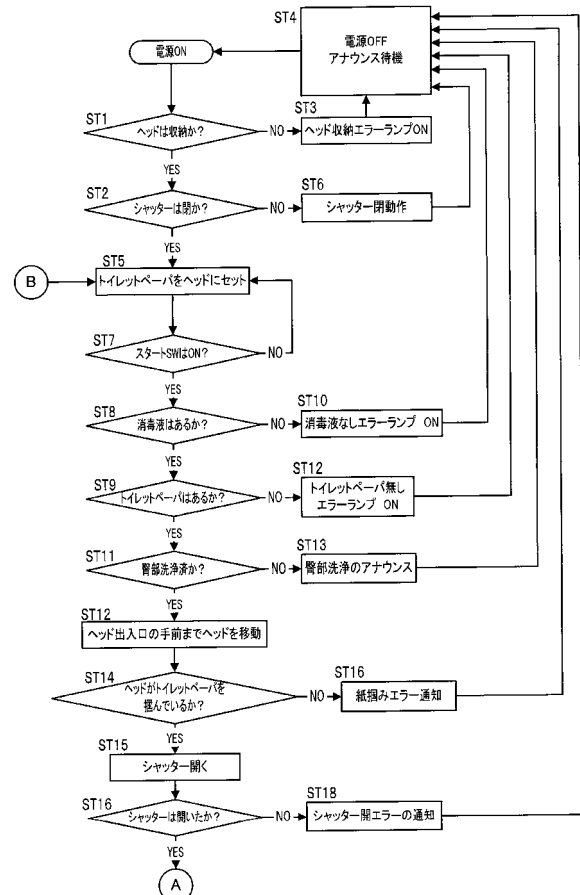 ST4
電源ON
電源OFF
アナウンス待機
ST1
ヘッドは収納か?
NO
ST3
ヘッド収納エラーランプON
YES
ST2
シャッターは閉か?
NO
ST6
シャッター閉動作
YES
ST5
B
トイレットペーパをヘッドにセット
ST7
スタートSWはON?
NO
YES
ST8
消毒液はあるか?
NO
ST10
消毒液なしエラーランプ ON
YES
ST9
トイレットペーパはあるか?
NO
ST12
トイレットペーパ無し
エラーランプ ON
YES
ST11
臀部洗浄済か?
NO
ST13
臀部洗浄のアナウンス
YES
ST12
ヘッド出入口の手前までヘッドを移動
ST14
ヘッドがトイレットペーパを
掴んでいるか?
NO
ST16
紙掴みエラー通知
YES
ST15
シャッター開く
ST16
シャッターは開いたか?
NO
ST18
シャッター開エラーの通知
YES
A